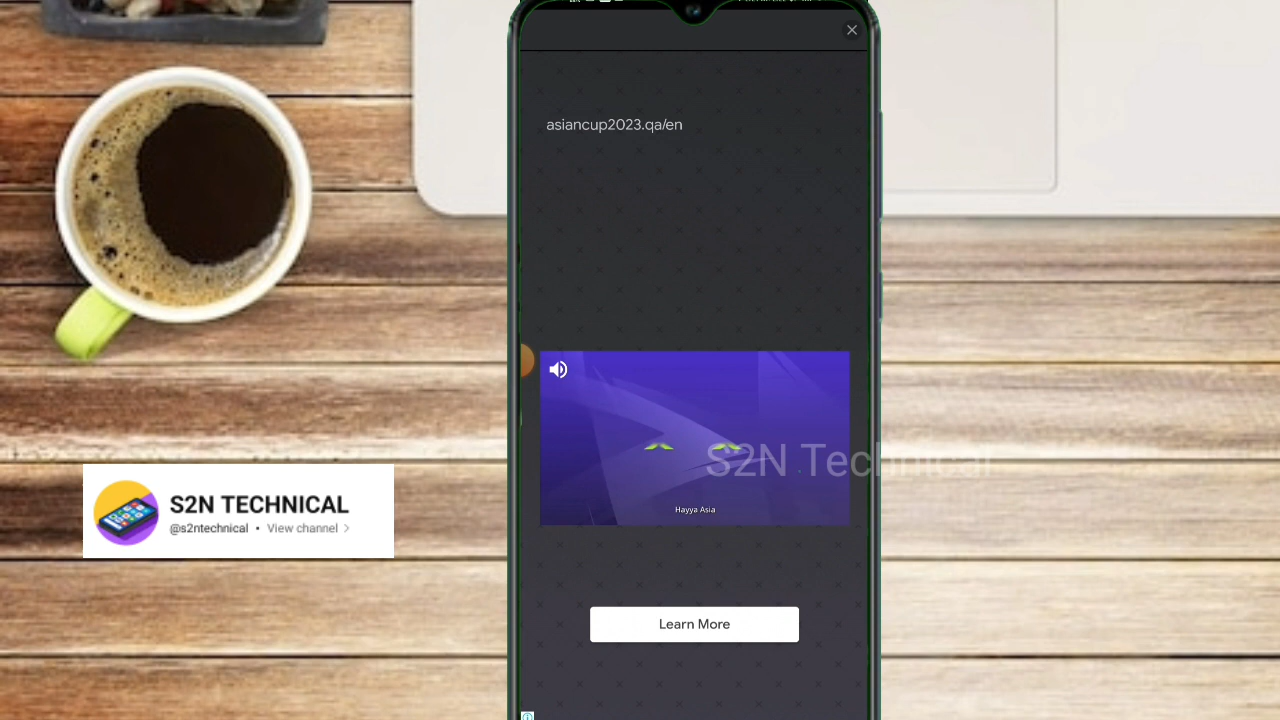 asiancup2023.qa/en
S2N Technical
Hayya Asia
S2N TECHNICAL
@s2ntechnical • View channel >
Learn More